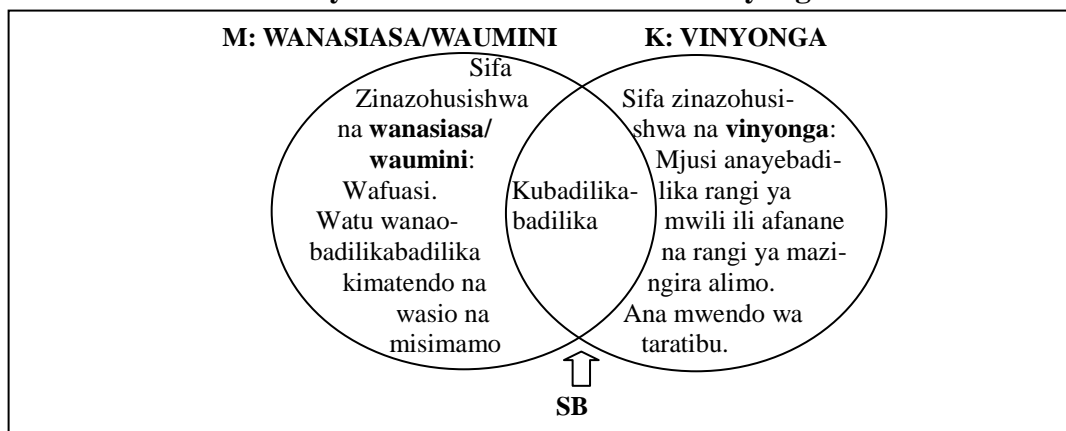 M: WANASIASA/WAUMINI
Sifa
Zinazohusishwa
na wanasiasa/
waumini:
Wafuasi.
Watu wanao-
badilikabadilika
kimatendo na
wasio na
misimamo
Kubadilika-
badilika
K: VINYONGA
Sifa zinazohusi-
shwa na vinyonga:
Mjusi anayebadi-
lika rangi ya
mwili ili afanane
na rangi ya mazi-
ngira alimo.
Ana mwendo wa
taratibu.
SB